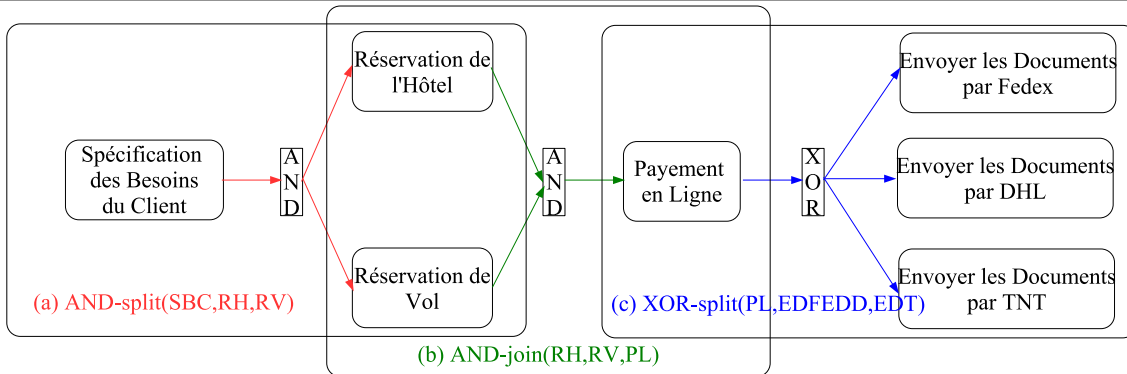 Spécification
des Besoins
du Client
A
N
D
Réservation de
l'Hôtel
Réservation de
Vol
(a) AND-split(SBC,RH,RV)
A
N
D
(b) AND-join(RH,RV,PL)
Payement
en Ligne
X
O
R
(c) XOR-split(PL,EDFEDD,EDT)
Envoyer les Documents
par Fedex
Envoyer les Documents
par DHL
Envoyer les Documents
par TNT